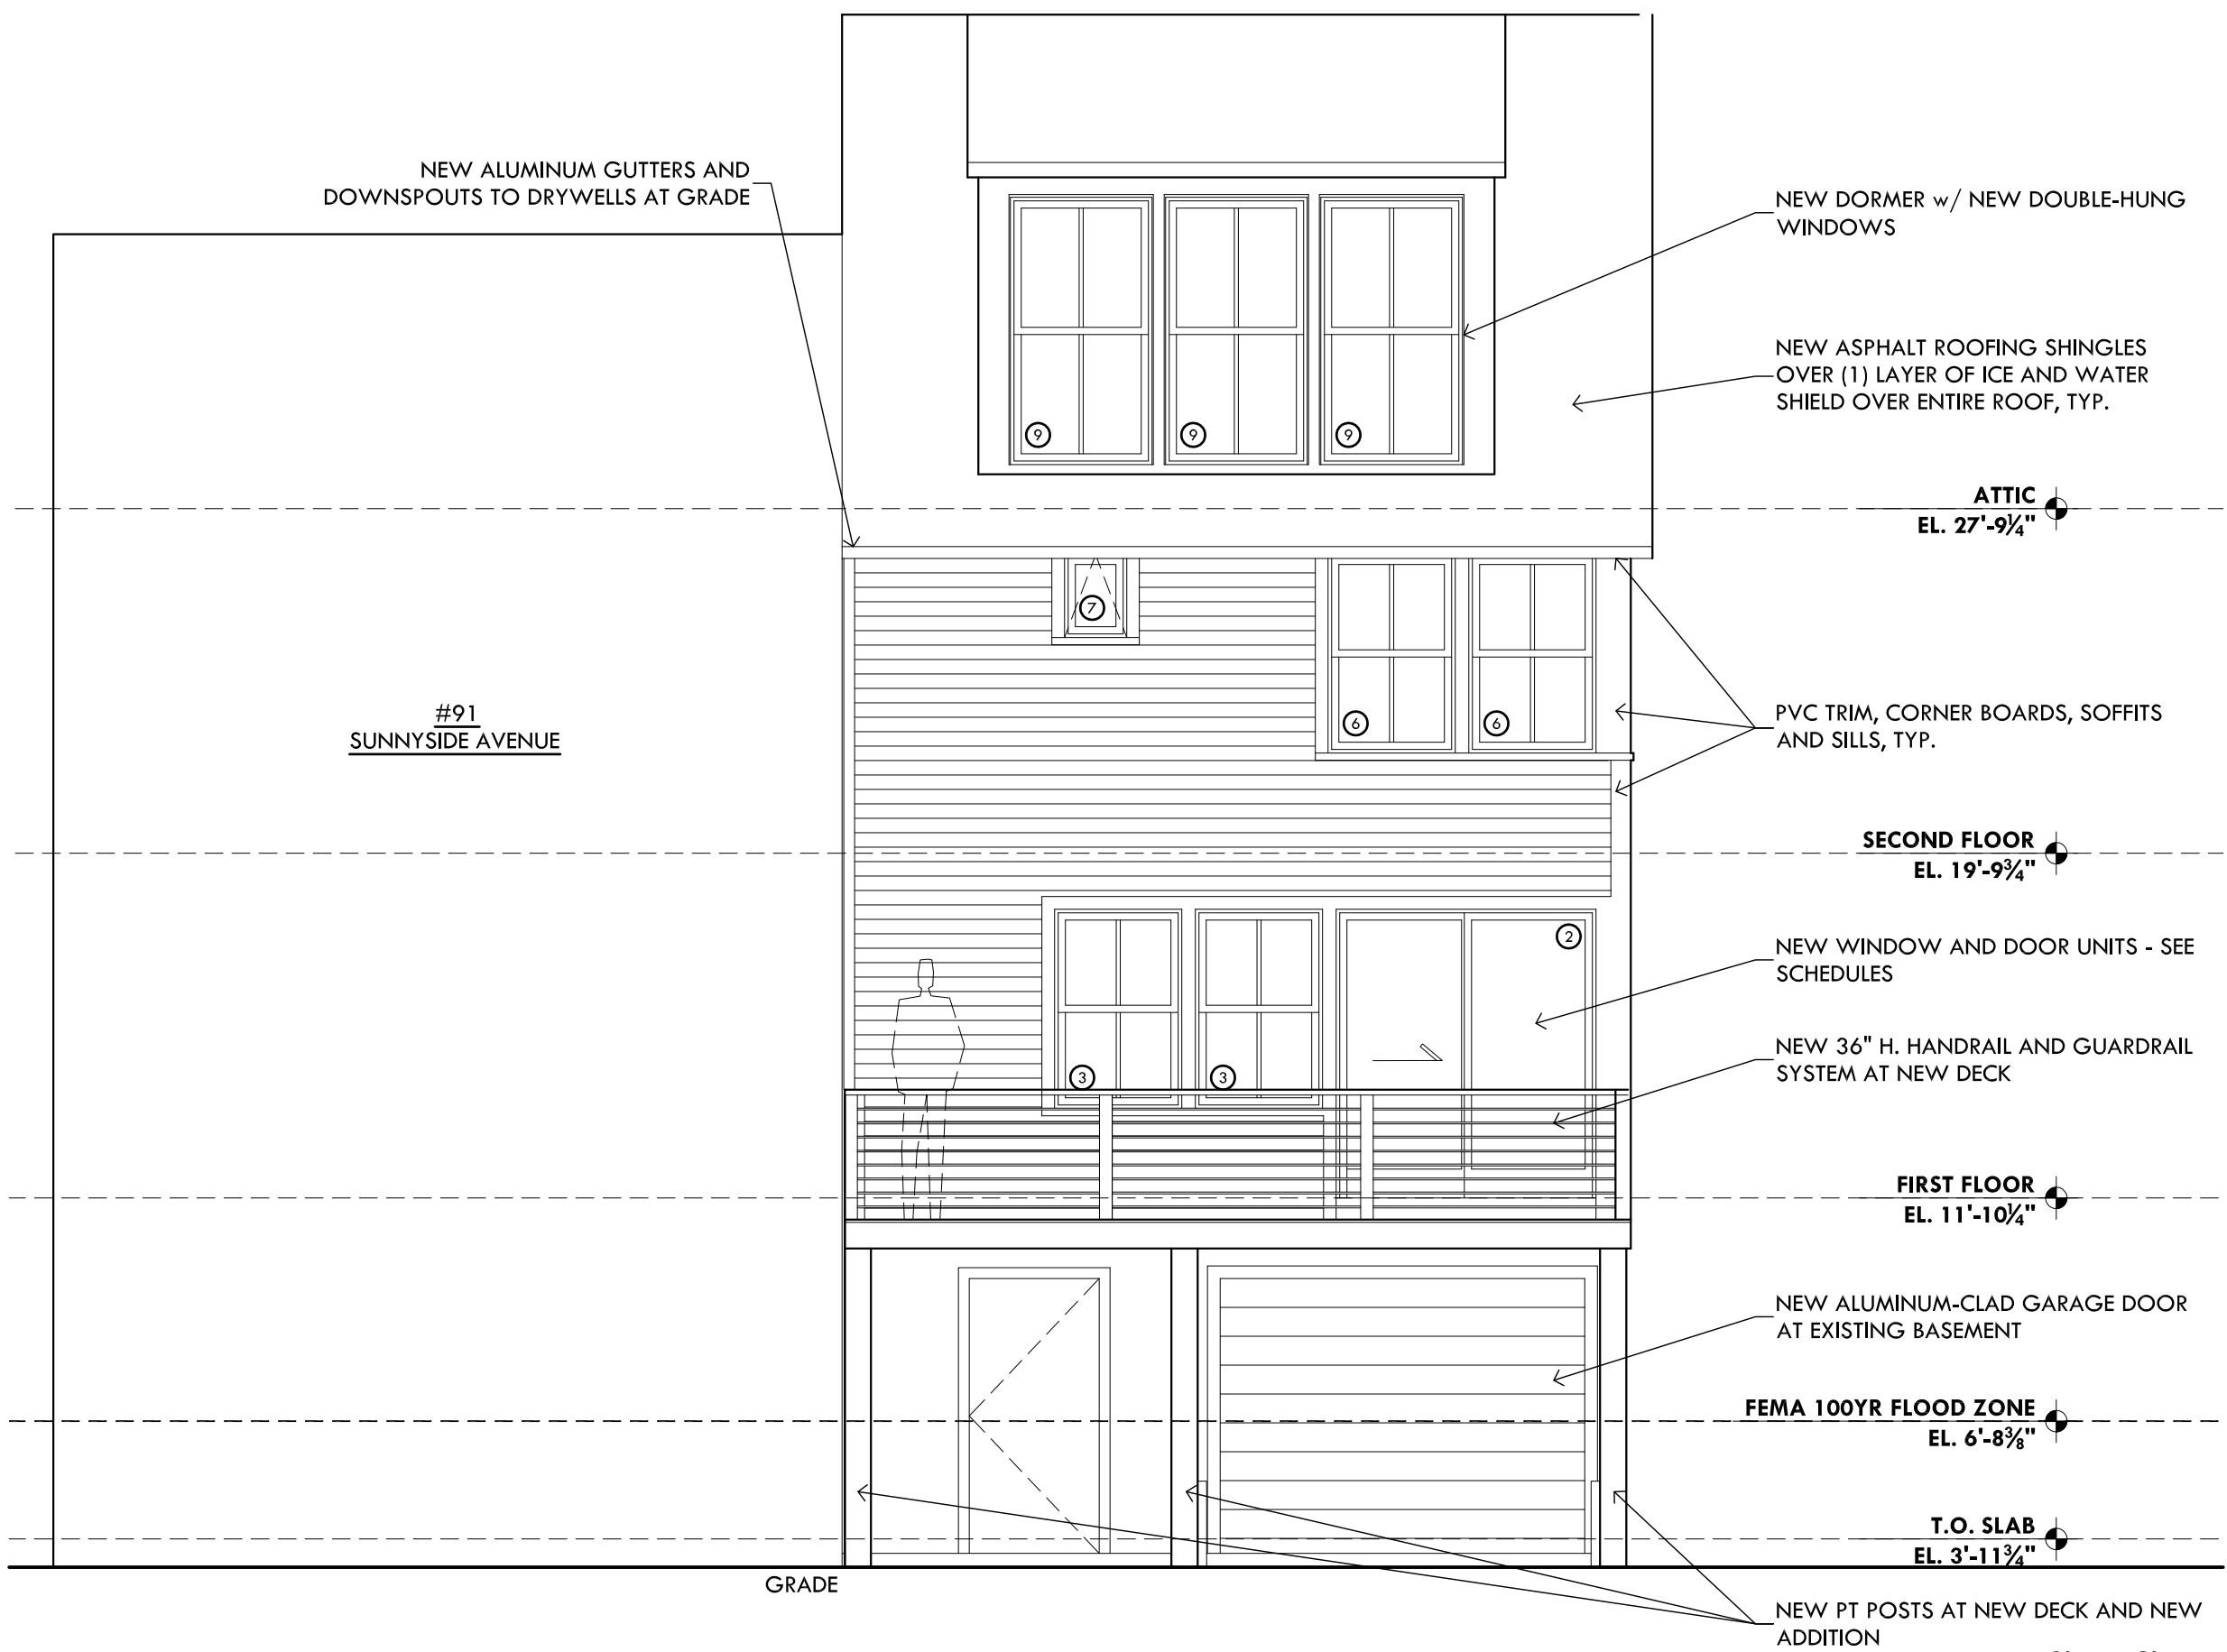 NEW ALUMINUM GUTTERS AND
DOWNSPOUTS TO DRYWELLS AT GRADE
NEW DORMER w/ NEW DOUBLE-HUNG
WINDOWS
NEW ASPHALT ROOFING SHINGLES
OVER (1) LAYER OF ICE AND WATER
SHIELD OVER ENTIRE ROOF, TYP.
9
9
9
ATTIC
EL. 27'-9¼"
7
6
6
#91
SUNNYSIDE AVENUE
PVC TRIM, CORNER BOARDS, SOFFITS
AND SILLS, TYP.
SECOND FLOOR
EL. 19'-9¾"
2
NEW WINDOW AND DOOR UNITS - SEE
SCHEDULES
3
3
NEW 36" H. HANDRAIL AND GUARDRAIL
SYSTEM AT NEW DECK
FIRST FLOOR
EL. 11'-10¼"
NEW ALUMINUM-CLAD GARAGE DOOR
AT EXISTING BASEMENT
FEMA 100YR FLOOD ZONE
EL. 6'-8⅜"
T.O. SLAB
EL. 3'-11¾"
GRADE
NEW PT POSTS AT NEW DECK AND NEW
ADDITION